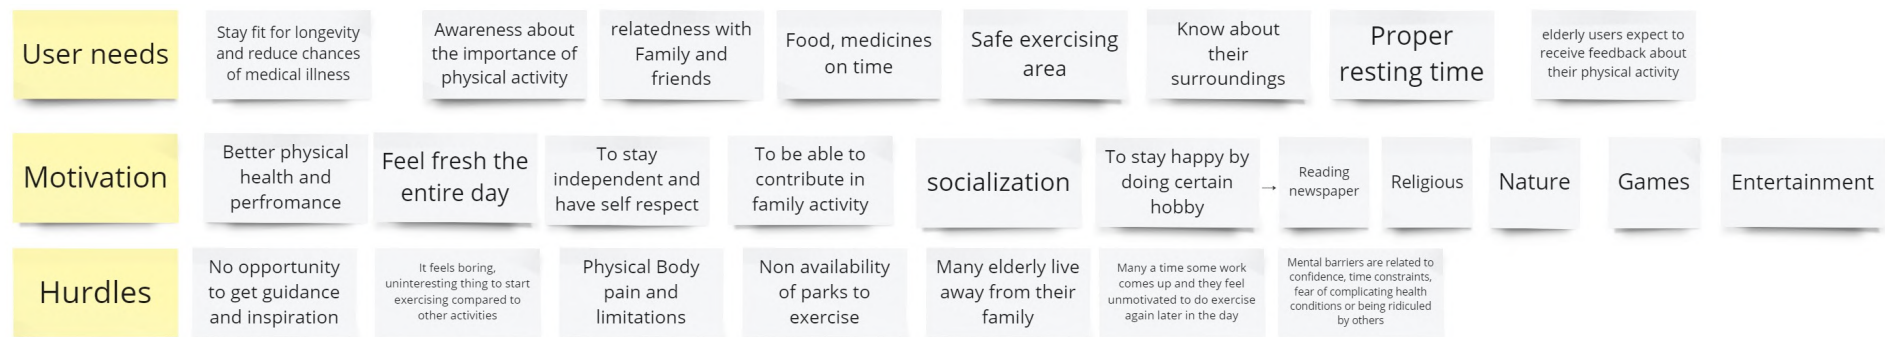 User needs
Stay fit for longevity
and reduce chances
of medical illness
Awareness about
the importance of
physical activity
relatedness with
Family and
friends
Food, medicines
on time
Safe exercising
area
Know about
their
surroundings
Proper
resting time
elderly users expect to
receive feedback about
their physical activity
Motivation
Better physical
health and
perfromance
Feel fresh the
entire day
To stay
independent and
have self respect
To be able to
contribute in
family activity
socialization
To stay happy by
doing certain
hobby
→
Reading
newspaper
Religious
Nature
Games
Entertainment
Hurdles
No opportunity
to get guidance
and inspiration
It feels boring,
uninteresting thing to start
exercising compared to
other activities
Physical Body
pain and
limitations
Non availability
of parks to
exercise
Many elderly live
away from their
family
Many a time some work
comes up and they feel
unmotivated to do exercise
again later in the day
Mental barriers are related to
confidence, time constraints,
fear of complicating health
conditions or being ridiculed
by others